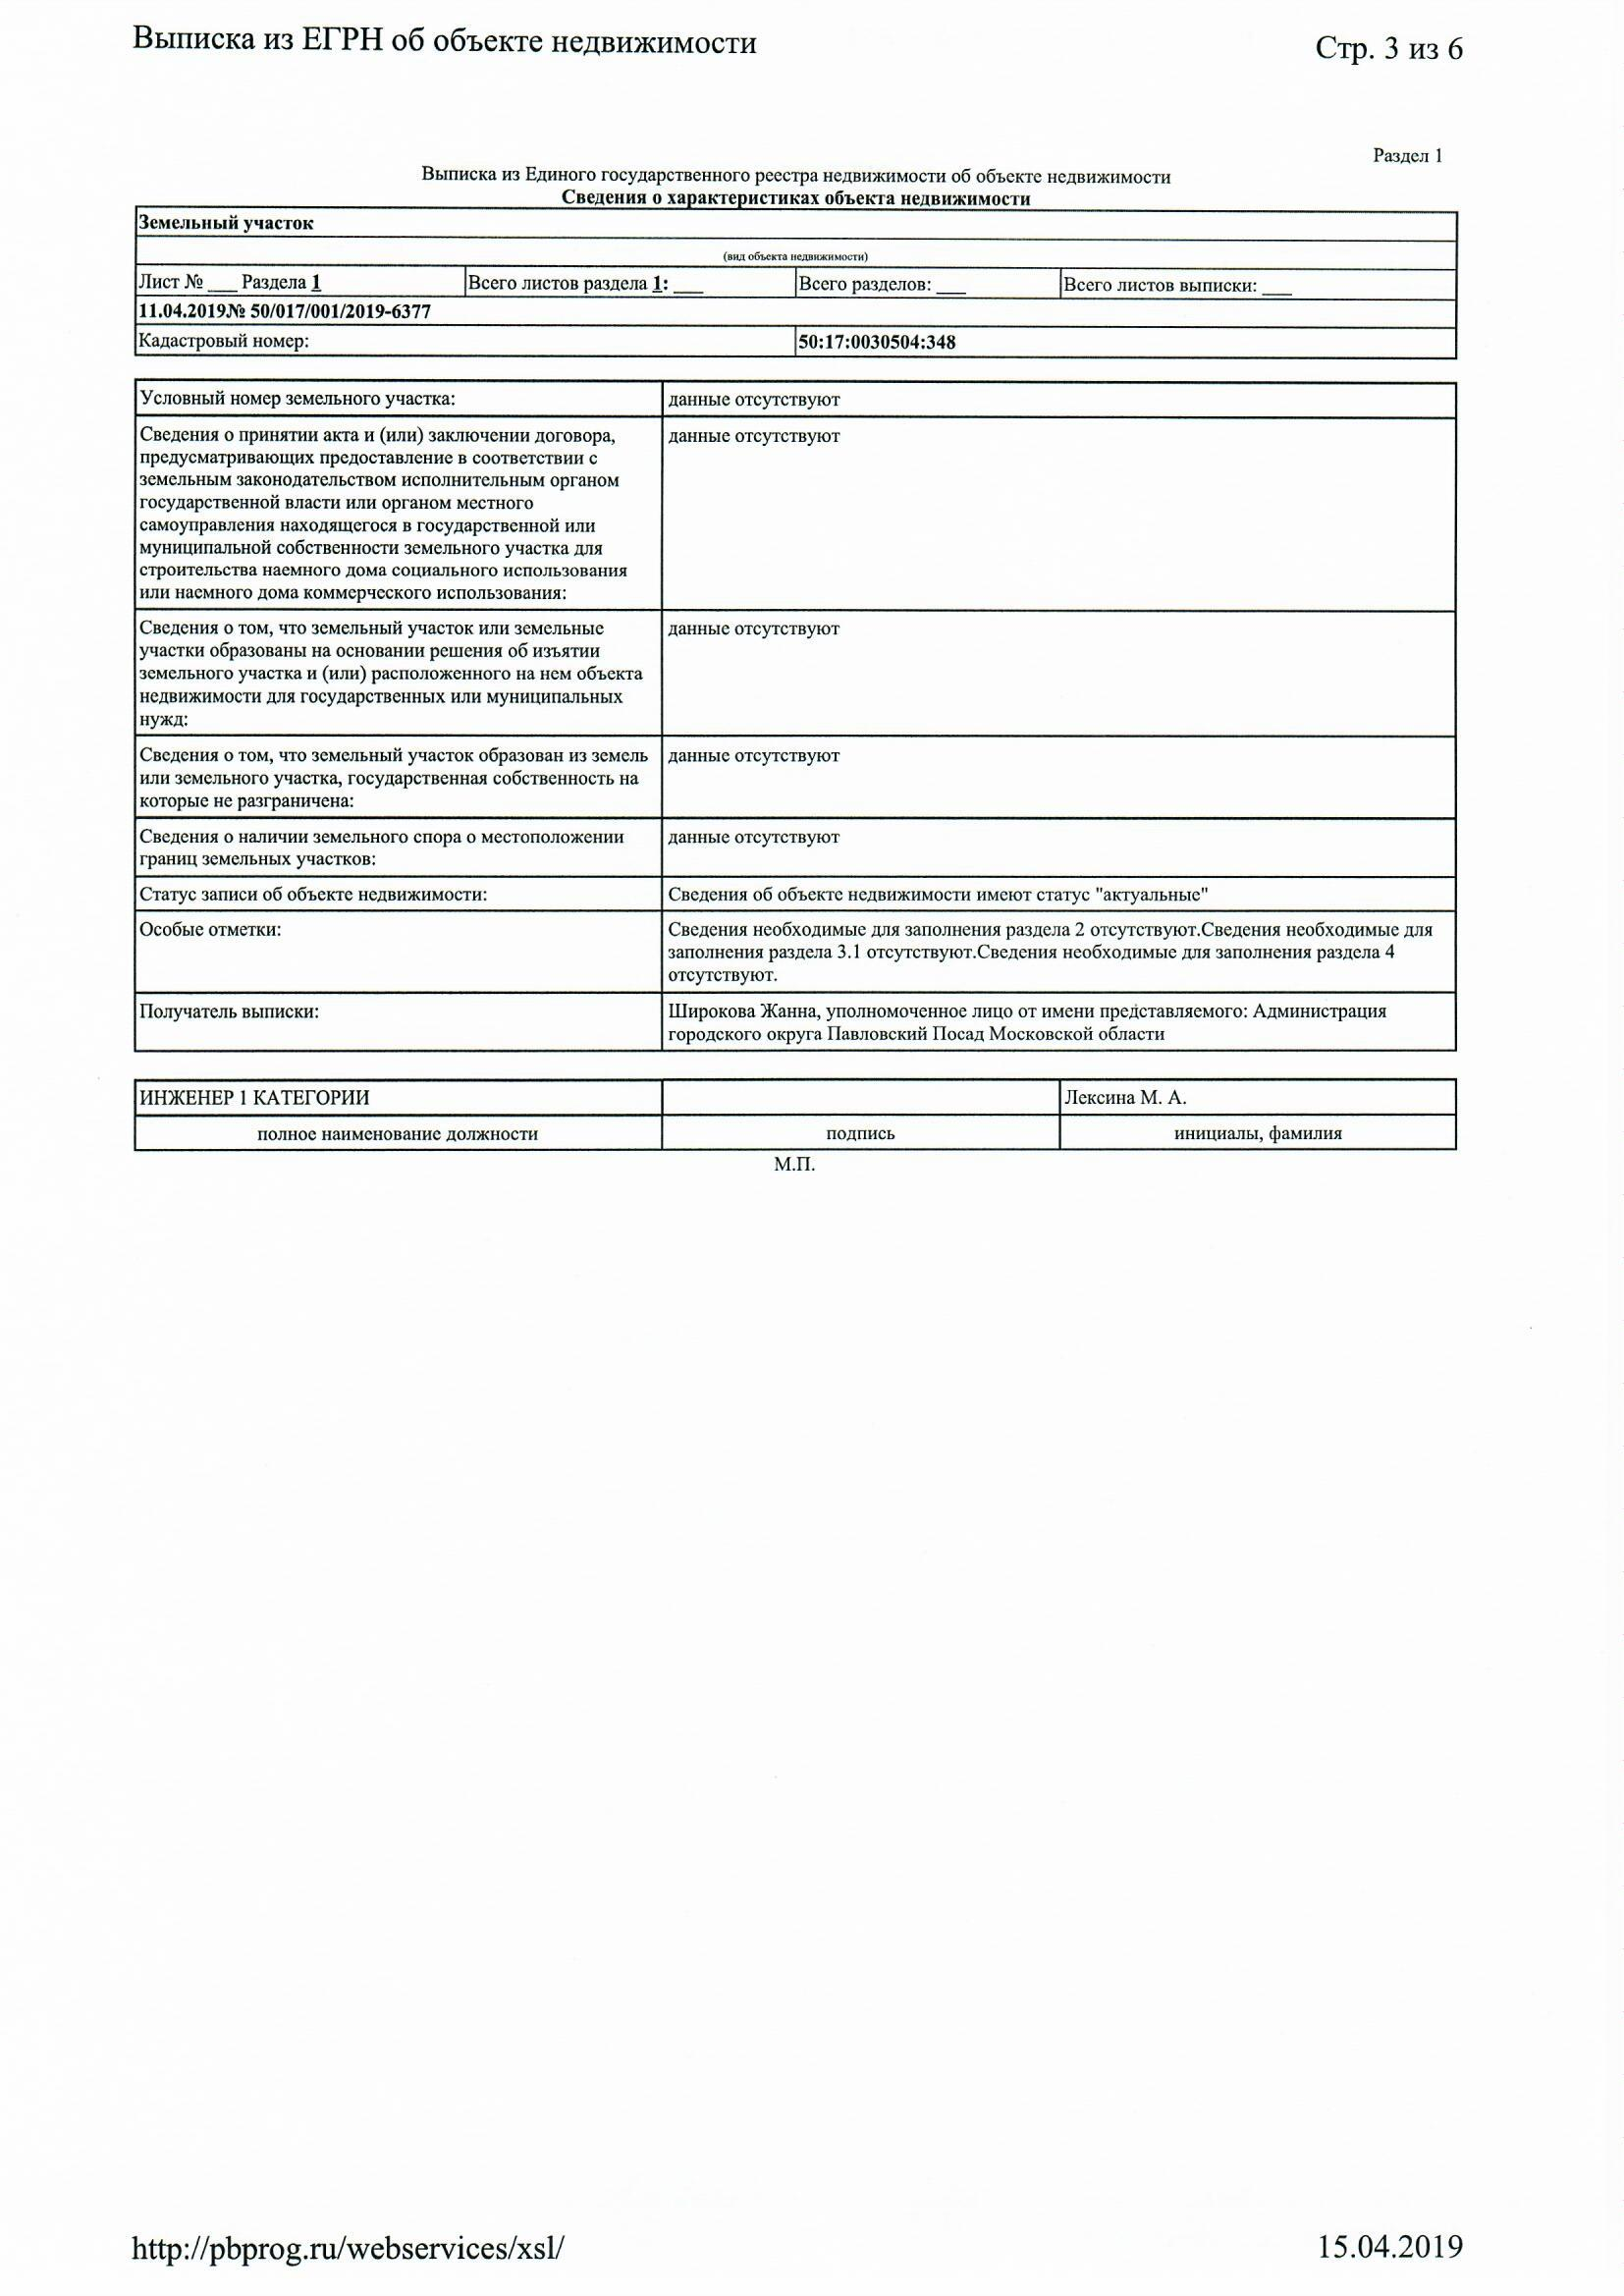 Выписка из ЕГРН об объекте недвижимости
Стр. 3 из 6
Раздел 1
Выписка из Единого государственного реестра недвижимости об объекте недвижимости
Сведения о характеристиках объекта недвижимости
Земельный участок
(вид объекта недвижимости)
Лист № ___ Раздела 1 Всего листов раздела 1: ___ Всего разделов: ___ Всего листов выписки: ___
11.04.2019№ 50/017/001/2019-6377
Кадастровый номер: 50:17:0030504:348
Условный номер земельного участка: данные отсутствуют
Сведения о принятии акта и (или) заключении договора, данные отсутствуют
предусматривающих предоставление в соответствии с
земельным законодательством исполнительным органом
государственной власти или органом местного
самоуправления находящегося в государственной или
муниципальной собственности земельного участка для
строительства наемного дома социального использования
или наемного дома коммерческого использования:
Сведения о том, что земельный участок или земельные данные отсутствуют
участки образованы на основании решения об изъятии
земельного участка и (или) расположенного на нем объекта
недвижимости для государственных или муниципальных
нужд:
Сведения о том, что земельный участок образован из земель данные отсутствуют
или земельного участка, государственная собственность на
которые не разграничена:
Сведения о наличии земельного спора о местоположении данные отсутствуют
границ земельных участков:
Статус записи об объекте недвижимости: Сведения об объекте недвижимости имеют статус "актуальные"
Особые отметки: Сведения необходимые для заполнения раздела 2 отсутствуют.Сведения необходимые для
заполнения раздела 3.1 отсутствуют.Сведения необходимые для заполнения раздела 4
отсутствуют.
Получатель выписки: Широкова Жанна, уполномоченное лицо от имени представляемого: Администрация
городского округа Павловский Посад Московской области
ИНЖЕНЕР 1 КАТЕГОРИИ Лексина М. А.
полное наименование должности подпись инициалы, фамилия
М.П.
http://pbprog.ru/webservices/xsl/
15.04.2019